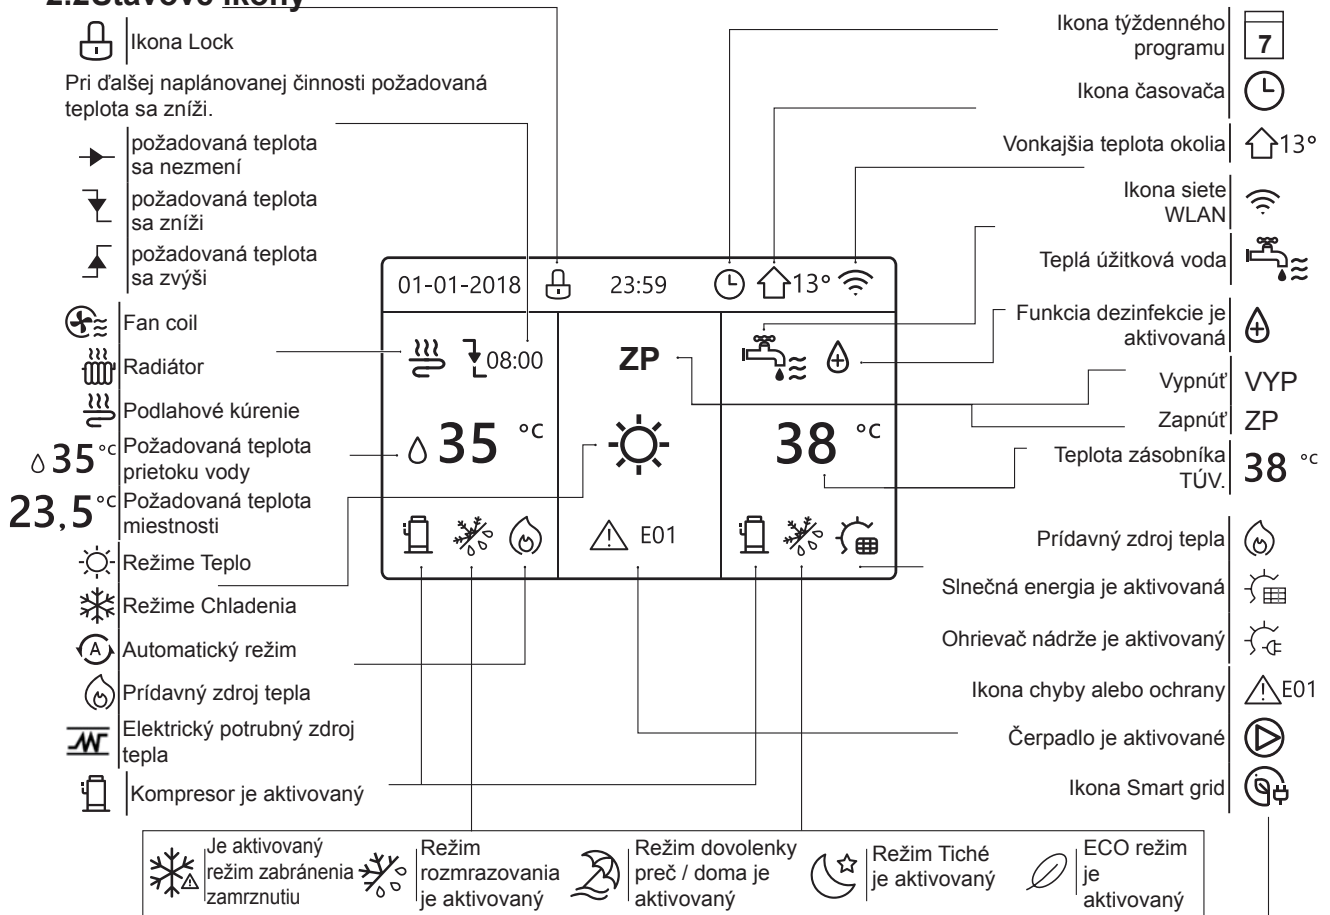 2.2Stavové ikony
Ikona Lock
Pri ďalšej naplánovanej činnosti požadovaná
teplota sa zníži.
požadovaná teplota
sa nezmení
požadovaná teplota
sa zníži
požadovaná teplota
sa zvýši
Fan coil
Radiátor
Podlahové kúrenie
35 °C
Požadovaná teplota
prietoku vody
23,5 °C
Požadovaná teplota
miestnosti
Režime Teplo
Režime Chladenia
A
Automatický režim
Prídavný zdroj tepla
Elektrický potrubný zdroj
tepla
Kompresor je aktivovaný
01-01-2018 23:59 13°
08:00
ZP
35 °C
38 °C
E01
Ikona týždenného
programu
7
Ikona časovača
Vonkajšia teplota okolia
13°
Ikona siete
WLAN
Teplá úžitková voda
Funkcia dezinfekcie je
aktivovaná
Vypnúť VYP
Zapnúť ZP
Teplota zásobníka
TÚV.
38 °C
Prídavný zdroj tepla
Slnečná energia je aktivovaná
Ohrievač nádrže je aktivovaný
Ikona chyby alebo ochrany E01
Čerpadlo je aktivované
Ikona Smart grid
Je aktivovaný
režim zabránenia
zamrznutiu
Režim
rozmrazovania
je aktivovaný
Režim dovolenky
preč / doma je
aktivovaný
Režim Tiché
je aktivovaný
ECO režim
je
aktivovaný